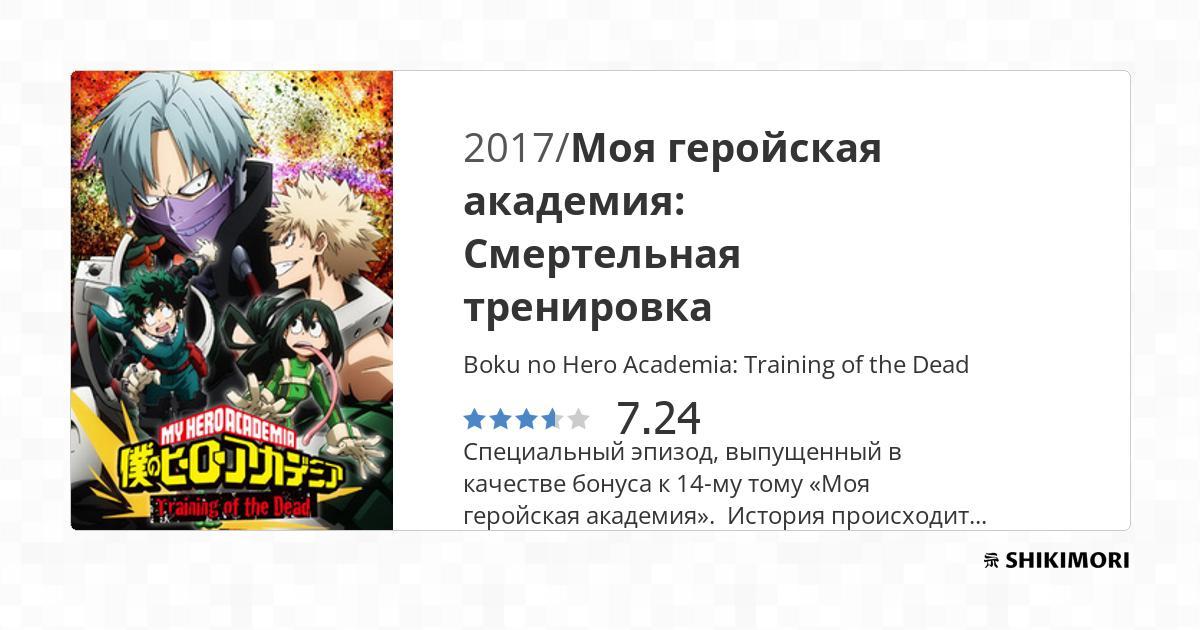 2017/Моя геройская
академия:
Смертельная
тренировка
Boku no Hero Academia: Training of the Dead
7.24
Специальный эпизод, выпущенный в
качестве бонуса к 14-му тому «Моя
геройская академия».  История происходит...
MY HERO ACADEMIA
僕のヒーローアカデミア
Training of the Dead
SHIKIMORI